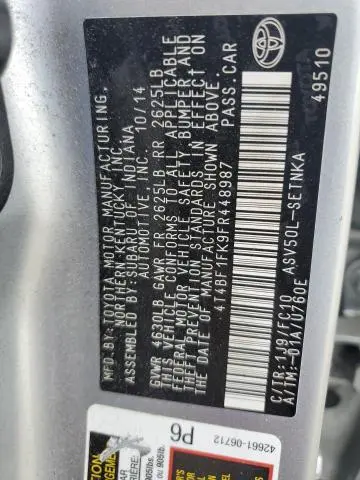 MFD.BY:TOYOTA MOTOR MANUFACTURING,
NORTHERN KENTUCKY, INC.
ASSEMBLED BY:SUBARU OF INDIANA
AUTOMOTIVE, INC. 10/14
GVWR 4630LB GAWR FR 2625LB RR 2625LB
THIS VEHICLE CONFORMS TO ALL APPLICABLE
FEDERAL MOTOR VEHICLE SAFETY, BUMPER, AND
THEFT PREVENTION STANDARDS IN EFFECT ON
THE DATE OF MANUFACTURE SHOWN ABOVE.
4T4BF1FK9FR448987 PASS.CAR
C/TR:1J9/FC10 ASV50L-SETNKA
A/TM:-01A/U760E 49510
TOYOTA
P6
42661-06712